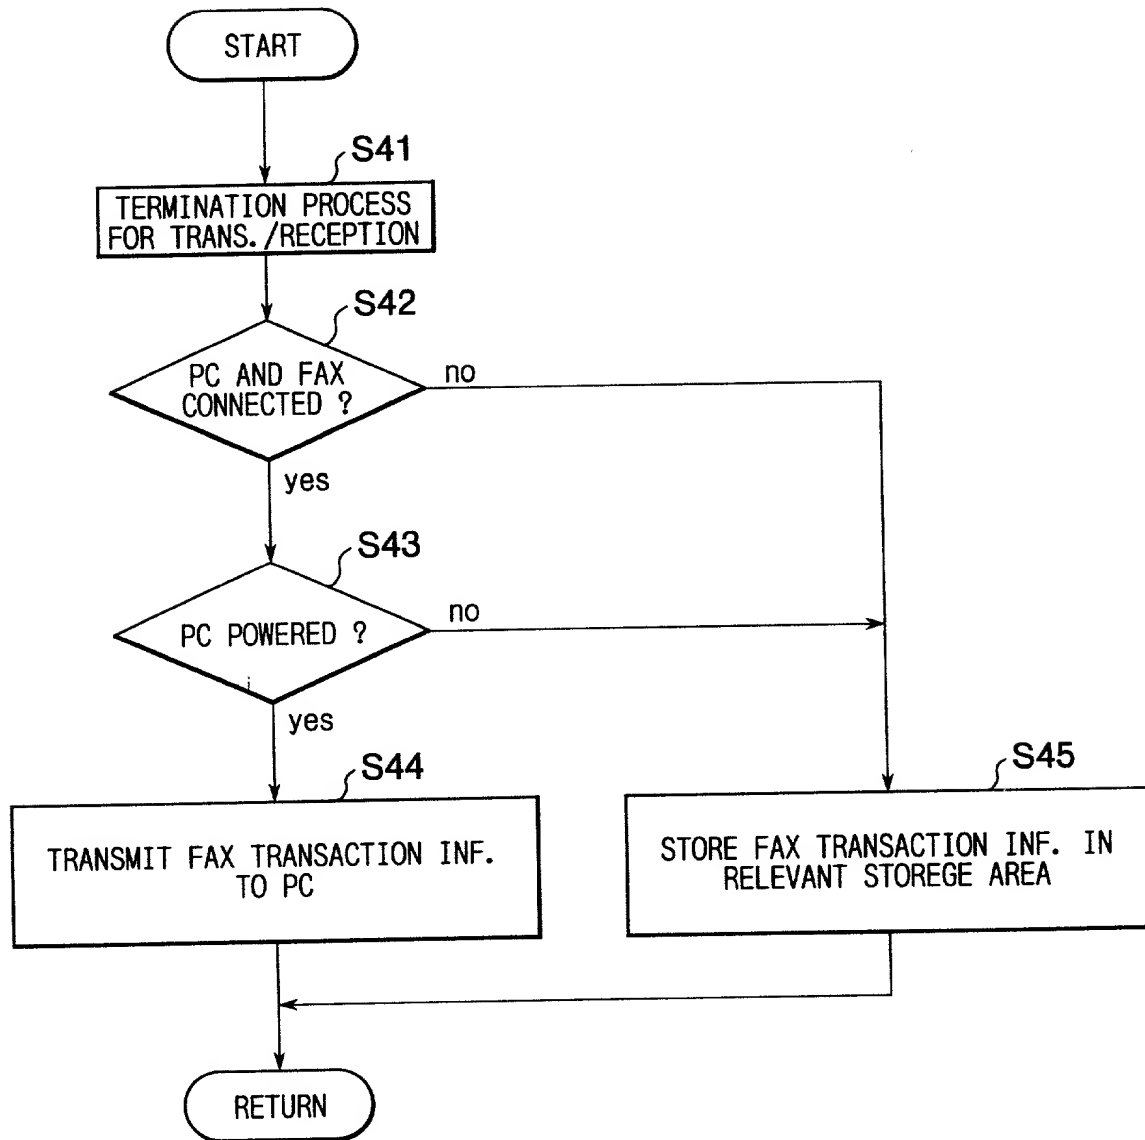 START
S41
TERMINATION PROCESS
FOR TRANS./RECEPTION
S42
PC AND FAX
CONNECTED ?
no
yes
S43
PC POWERED ?
no
yes
S44
TRANSMIT FAX TRANSACTION INF.
TO PC
S45
STORE FAX TRANSACTION INF. IN
RELEVANT STOREGE AREA
RETURN